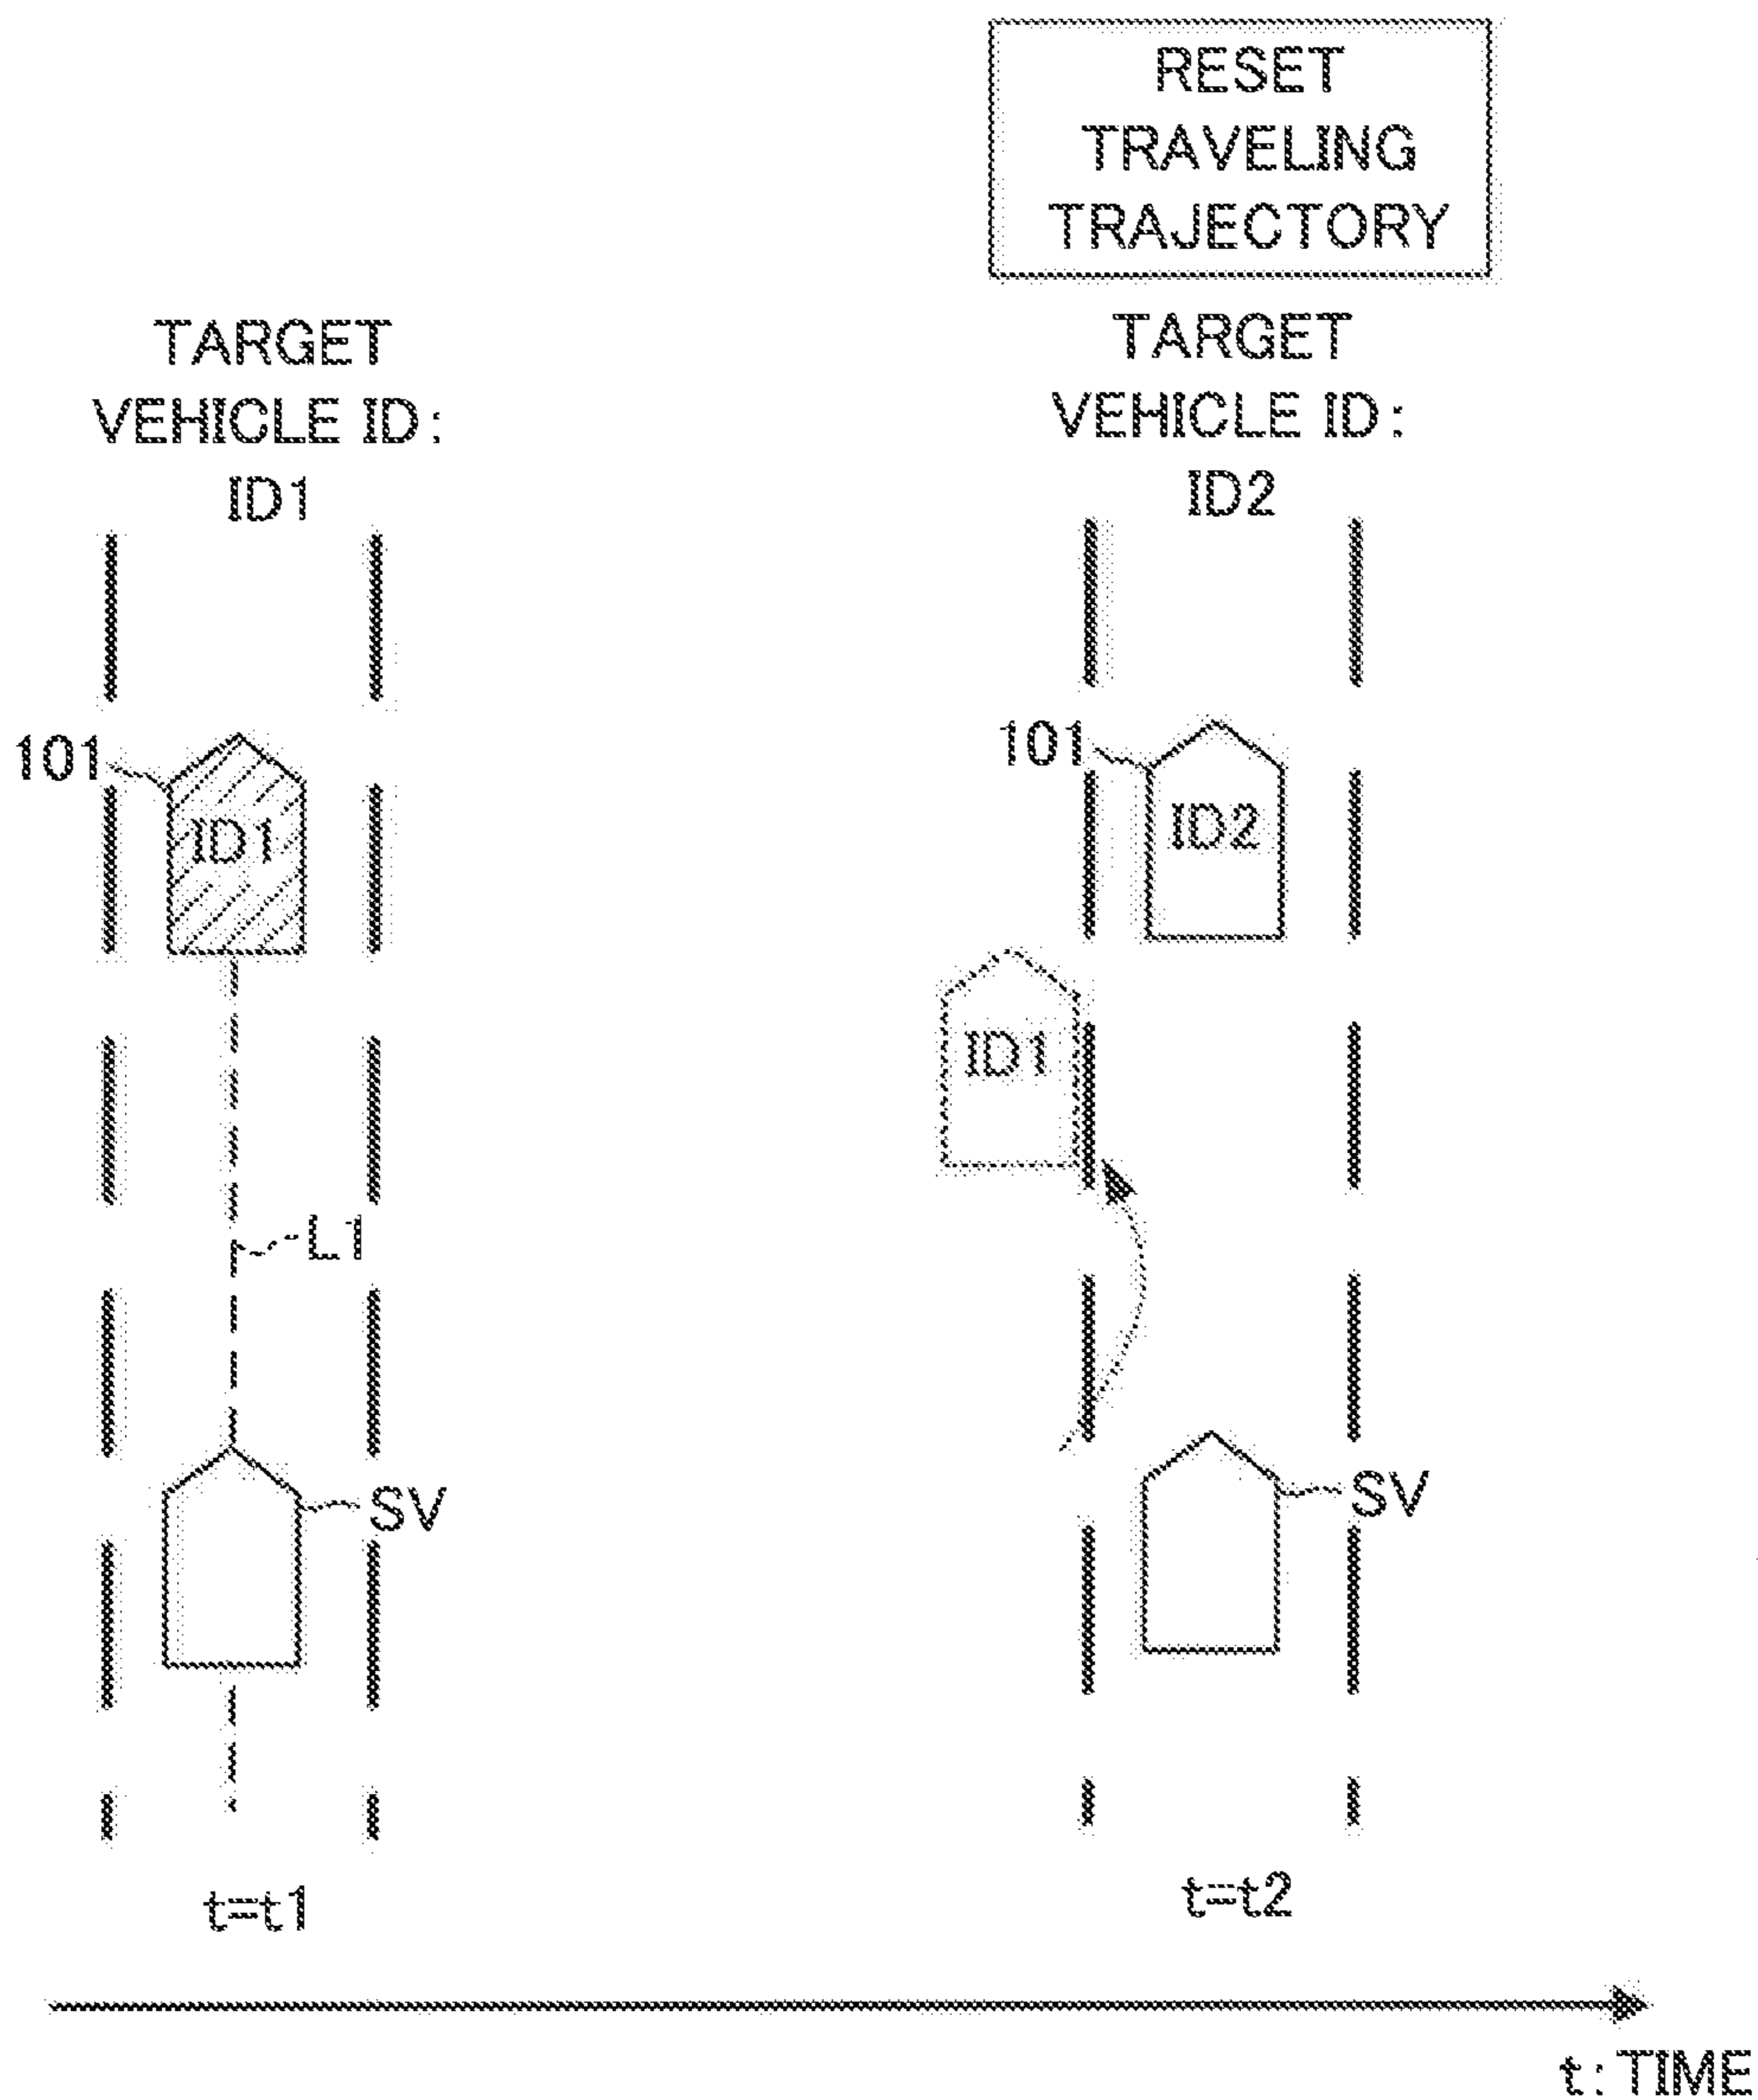 RESET
TRAVELING
TRAJECTORY
TARGET
VEHICLE ID:
ID1
TARGET
VEHICLE ID:
ID2
101
ID1
101
ID2
ID1
L1
SV
SV
t=t1
t=t2
t:TIME